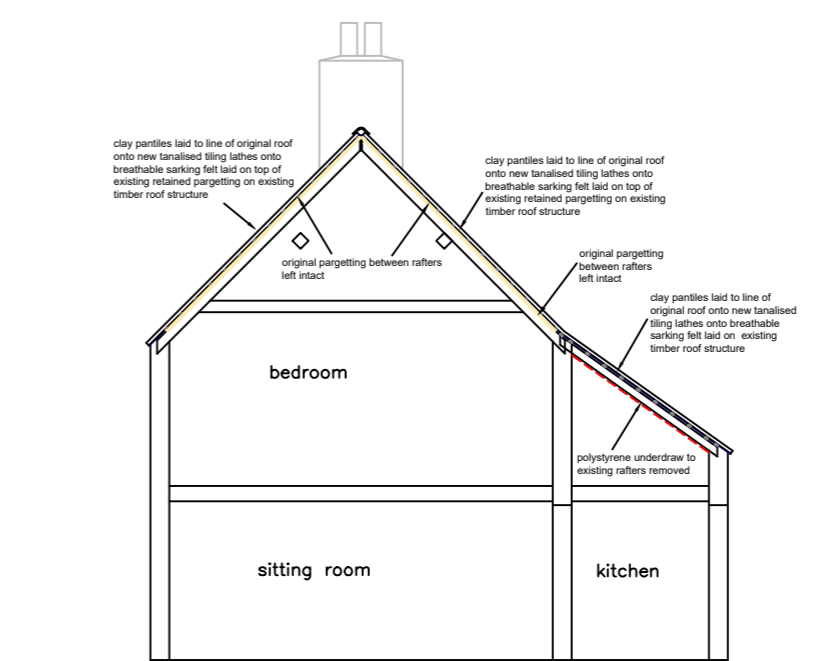 clay pantiles laid to line of original roof
onto new tanalised tiling lathes onto
breathable sarking felt laid on top of
existing retained pargetting on existing
timber roof structure
clay pantiles laid to line of original roof
onto new tanalised tiling lathes onto
breathable sarking felt laid on top of
existing retained pargetting on existing
timber roof structure
original pargetting between rafters
left intact
original pargetting
between rafters
left intact
clay pantiles laid to line of
original roof onto new tanalised
tiling lathes onto breathable
sarking felt laid on existing
timber roof structure
bedroom
polystyrene underdraw to
existing rafters removed
sitting room
kitchen